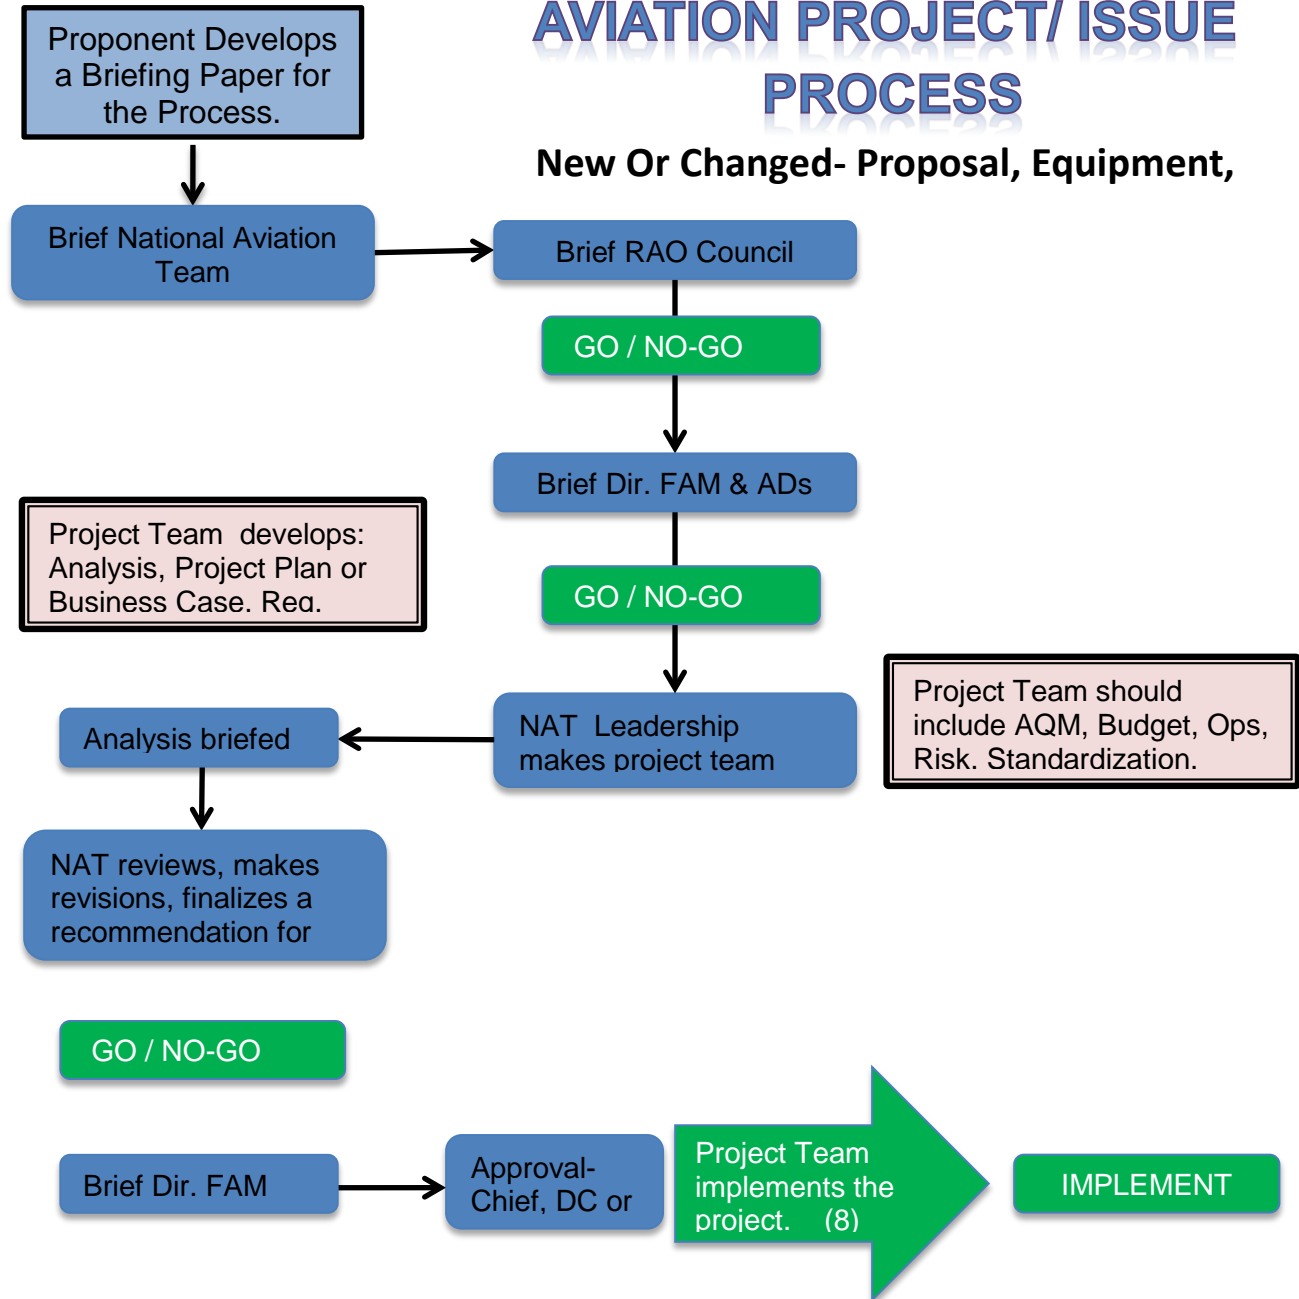 AVIATION PROJECT/ ISSUE
PROCESS
New Or Changed- Proposal, Equipment,
Proponent Develops
a Briefing Paper for
the Process.
Brief National Aviation
Team
Brief RAO Council
GO / NO-GO
Brief Dir. FAM & ADs
Project Team  develops:
Analysis, Project Plan or
Business Case. Req.
GO / NO-GO
Project Team should
include AQM, Budget, Ops,
Risk. Standardization.
NAT  Leadership
makes project team
Analysis briefed
NAT reviews, makes
revisions, finalizes a
recommendation for
GO / NO-GO
Brief Dir. FAM
Approval-
Chief, DC or
Project Team
implements the
project.    (8)
IMPLEMENT